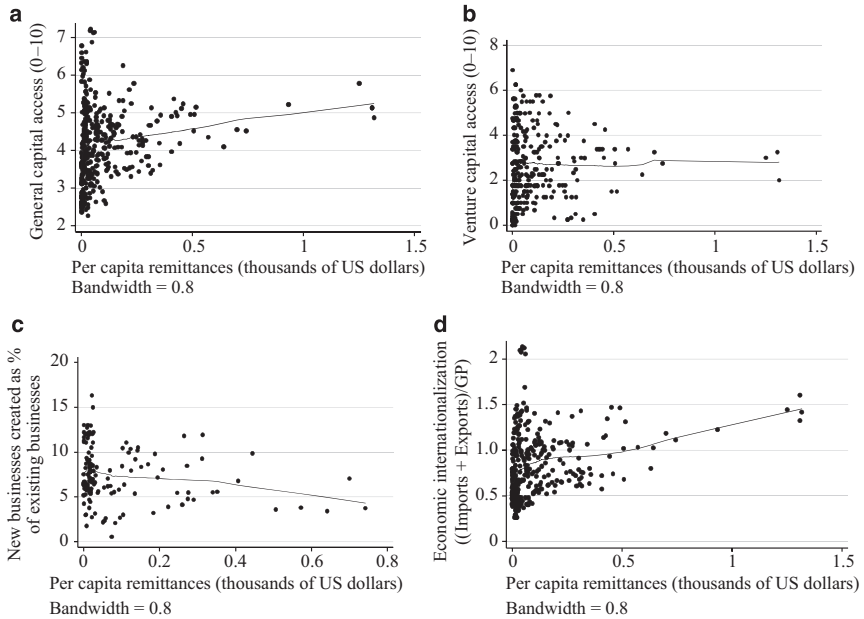 a
General capital access (0–10)
7
6
5
4
3
2
0
0.5
1
1.5
Per capita remittances (thousands of US dollars)
Bandwidth = 0.8
b
Venture capital access (0–10)
8
6
4
2
0
0
0.5
1
1.5
Per capita remittances (thousands of US dollars)
Bandwidth = 0.8
c
New businesses created as %
of existing businesses
20
15
10
5
0
0
0.2
0.4
0.6
0.8
Per capita remittances (thousands of US dollars)
Bandwidth = 0.8
d
Economic internationalization
((Imports + Exports)/GP)
2
1.5
1.0
0.5
0
0
0.5
1
1.5
Per capita remittances (thousands of US dollars)
Bandwidth = 0.8